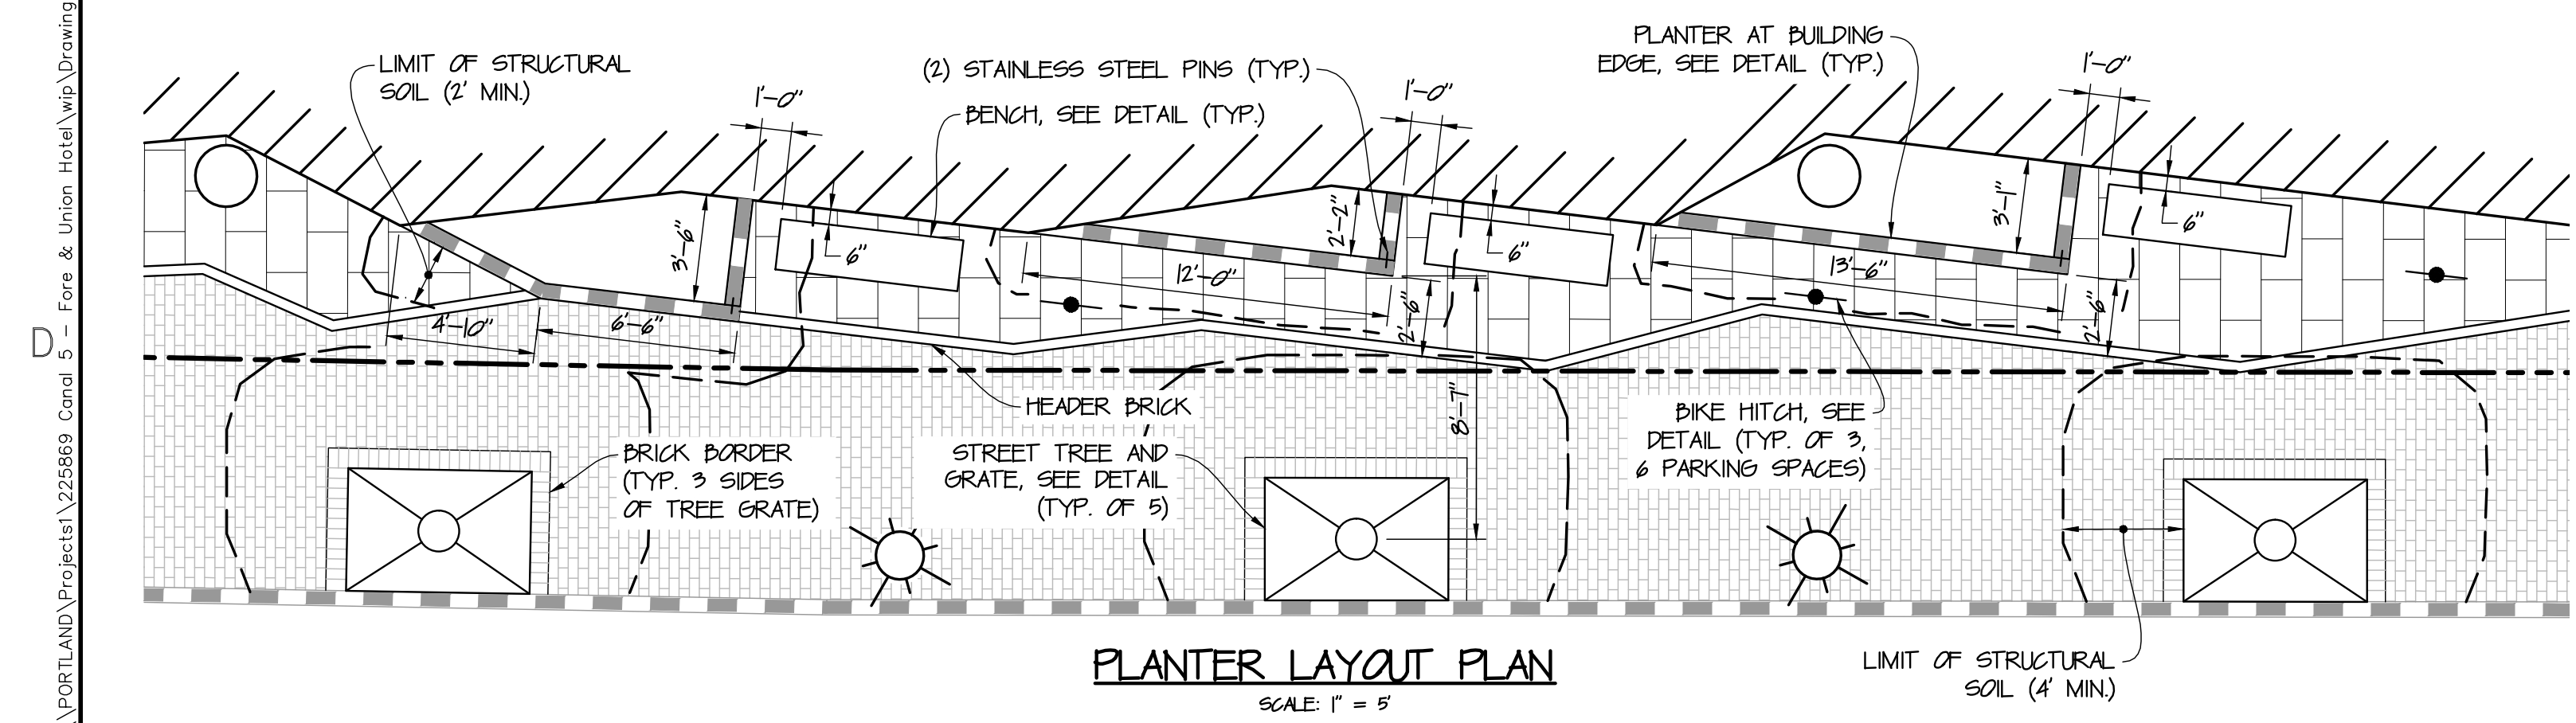 \PORTLAND\Projects1\225869 Canal 5 - Fore & Union Hotel\wip\Drawing
D
LIMIT OF STRUCTURAL
SOIL (2' MIN.)
1'-0"
(2) STAINLESS STEEL PINS (TYP.)
BENCH, SEE DETAIL (TYP.)
1'-0"
PLANTER AT BUILDING
EDGE, SEE DETAIL (TYP.)
1'-0"
3'-6"
6"
2'-2"
6"
3'-1"
6"
4'-10"
6'-6"
12'-0"
2'-6"
13'-6"
2'-6"
8'-7"
HEADER BRICK
BRICK BORDER
(TYP. 3 SIDES
OF TREE GRATE)
STREET TREE AND
GRATE, SEE DETAIL
(TYP. OF 5)
BIKE HITCH, SEE
DETAIL (TYP. OF 3,
6 PARKING SPACES)
LIMIT OF STRUCTURAL
SOIL (4' MIN.)
PLANTER LAYOUT PLAN
SCALE: 1" = 5'